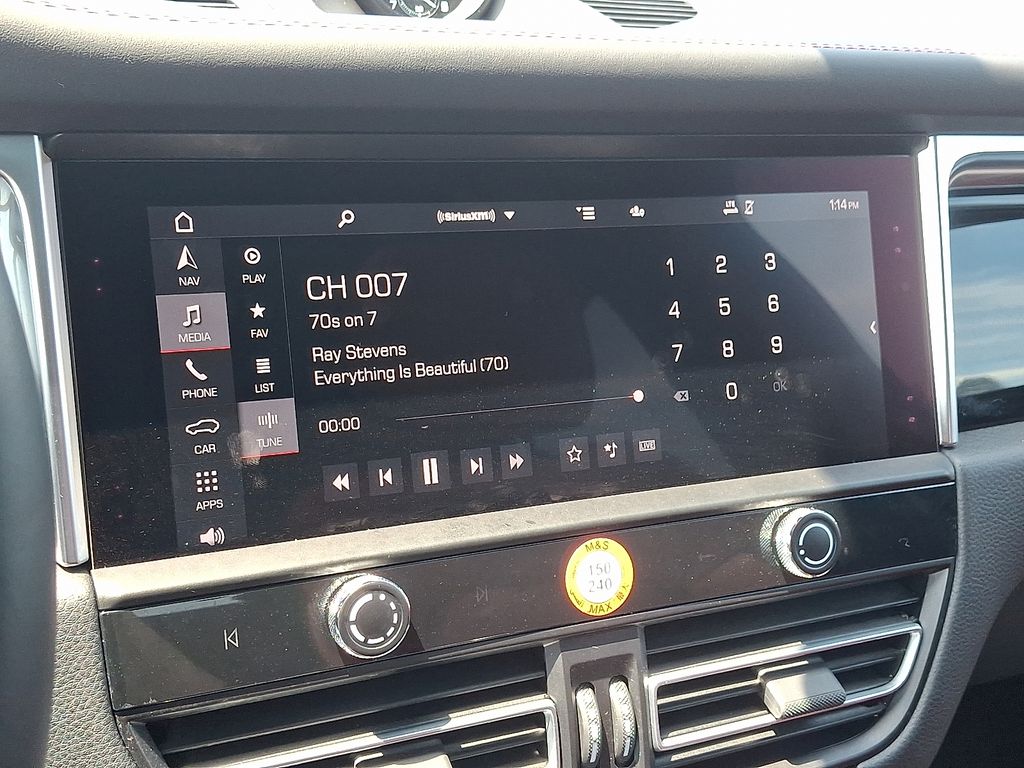 SiriusXM
LTE
1:14 PM
NAV
PLAY
MEDIA
FAV
PHONE
LIST
CAR
TUNE
APPS
CH 007
70s on 7
Ray Stevens
Everything Is Beautiful (70)
00:00
LIVE
1 2 3
4 5 6
7 8 9
0 OK
M&S
150
240
MAX